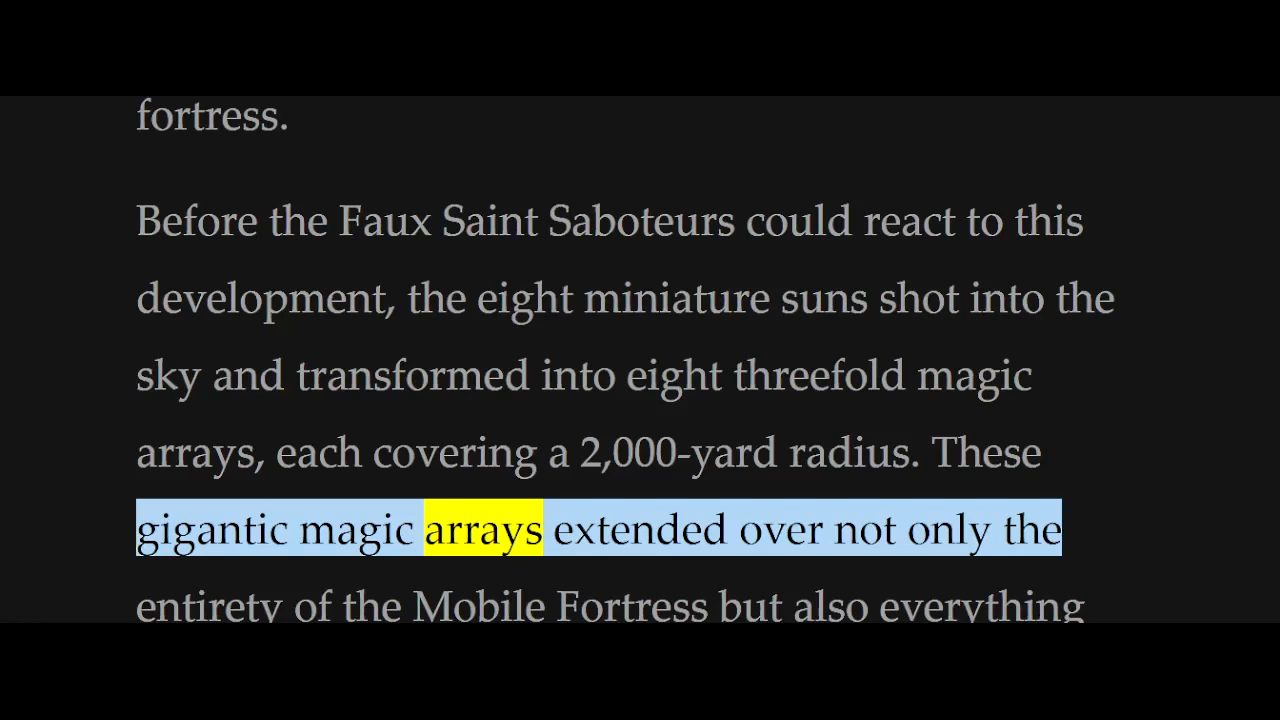 fortress.
Before the Faux Saint Saboteurs could react to this
development, the eight miniature suns shot into the
sky and transformed into eight threefold magic
arrays, each covering a 2,000-yard radius. These
gigantic magic arrays extended over not only the
entirety of the Mobile Fortress but also everything